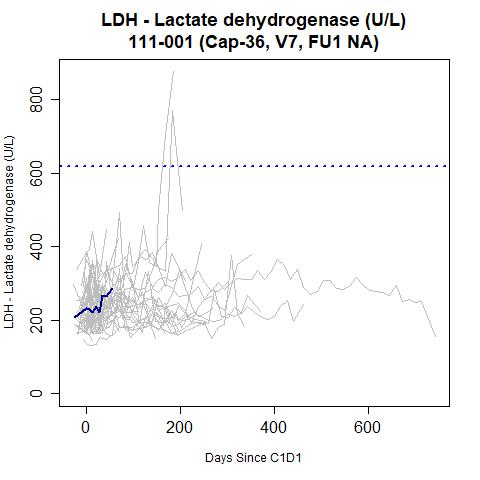 LDH - Lactate dehydrogenase (U/L)
111-001 (Cap-36, V7, FU1 NA)
LDH - Lactate dehydrogenase (U/L)
800
600
400
200
0
0
200
400
600
Days Since C1D1